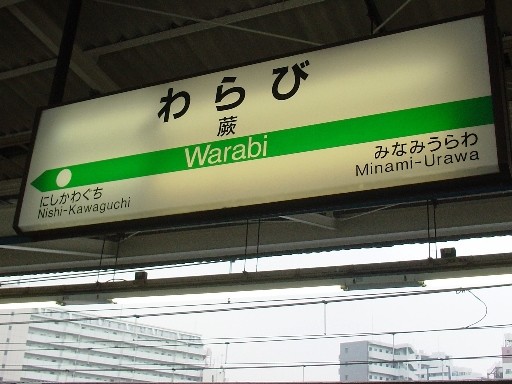 わらび
蕨
Warabi
にしかわぐち
Nishi-Kawaguchi
みなみうらわ
Minami-Urawa